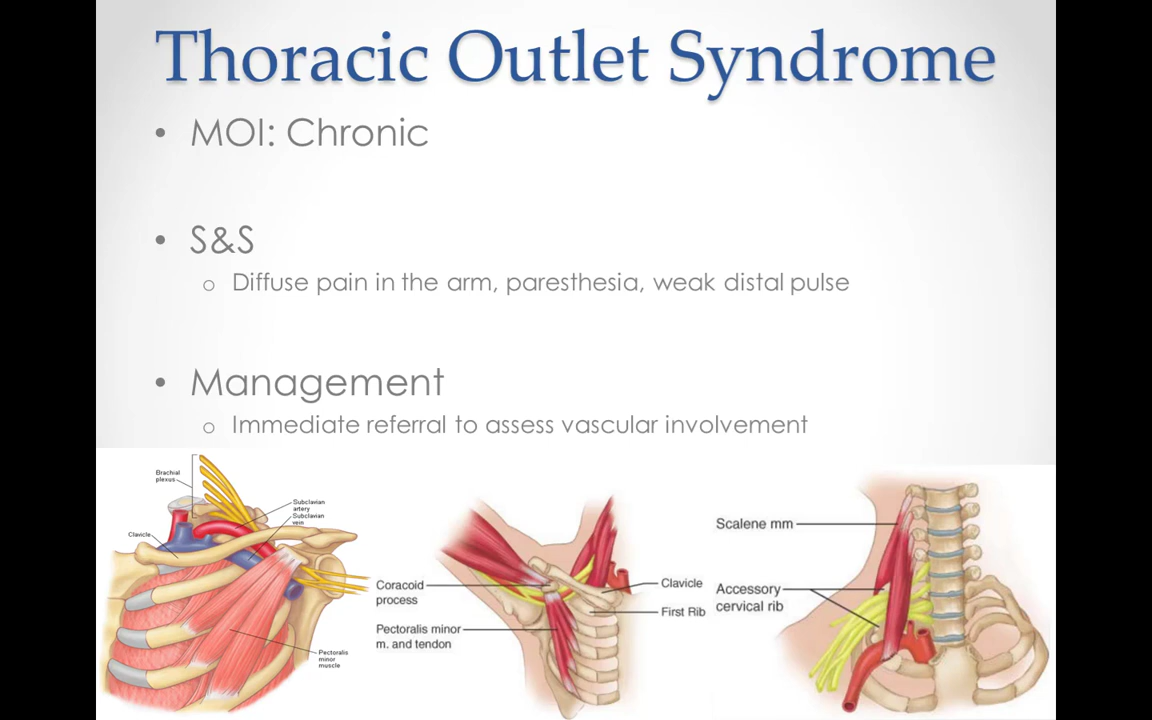 Thoracic Outlet Syndrome
• MOI: Chronic
• S&S
o Diffuse pain in the arm, paresthesia, weak distal pulse
• Management
o Immediate referral to assess vascular involvement
Brachial
plexus
Subclavian
artery
Subclavian
vein
Clavicle
Pectoralis
minor
muscle
Coracoid
process
Pectoralis minor
m. and tendon
Clavicle
First Rib
Scalene mm
Accessory
cervical rib